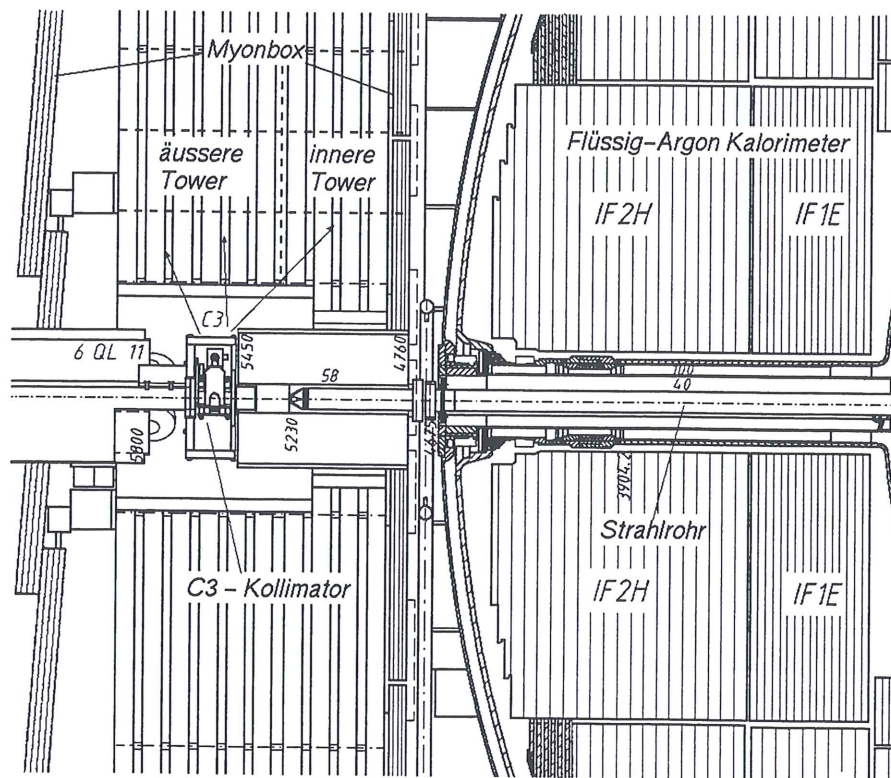 Myonbox
äussere
Tower
innere
Tower
Flüssig-Argon Kalorimeter
IF2H
IF1E
C3
6 QL 11
5450
4760
58
100
40
5800
5230
3904.2
Strahlrohr
C3 - Kollimator
IF2H
IF1E